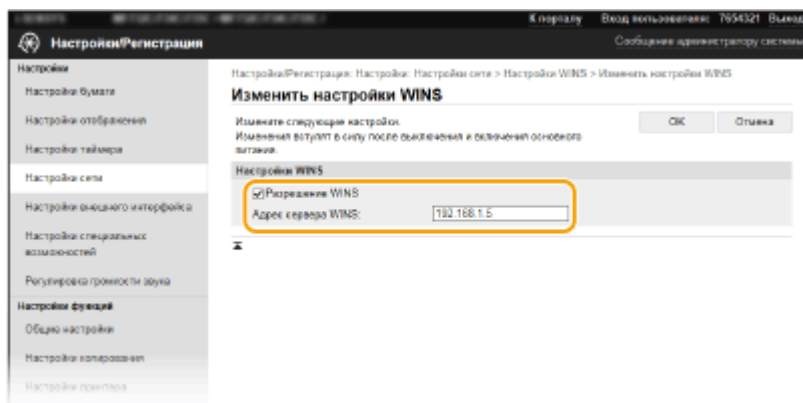 К порталу Вход пользователя: 7654321 Выход
Настройки/Регистрация
Сообщение администратору системы
Настройки
Настройки бумаги
Настройки отображения
Настройки таймера
Настройки сети
Настройки внешнего интерфейса
Настройки специальных
возможностей
Регулировка громкости звука
Настройки функций
Общие настройки
Настройки копирования
Настройки принтера
Настройка/Регистрация: Настройки: Настройки сети > Настройки WINS > Изменить настройки WINS
Изменить настройки WINS
Измените следующие настройки.
Изменения вступят в силу после выключения и включения основного
питания.
OK Отмена
Настройки WINS
Разрешение WINS
Адрес сервера WINS: 192.168.1.5